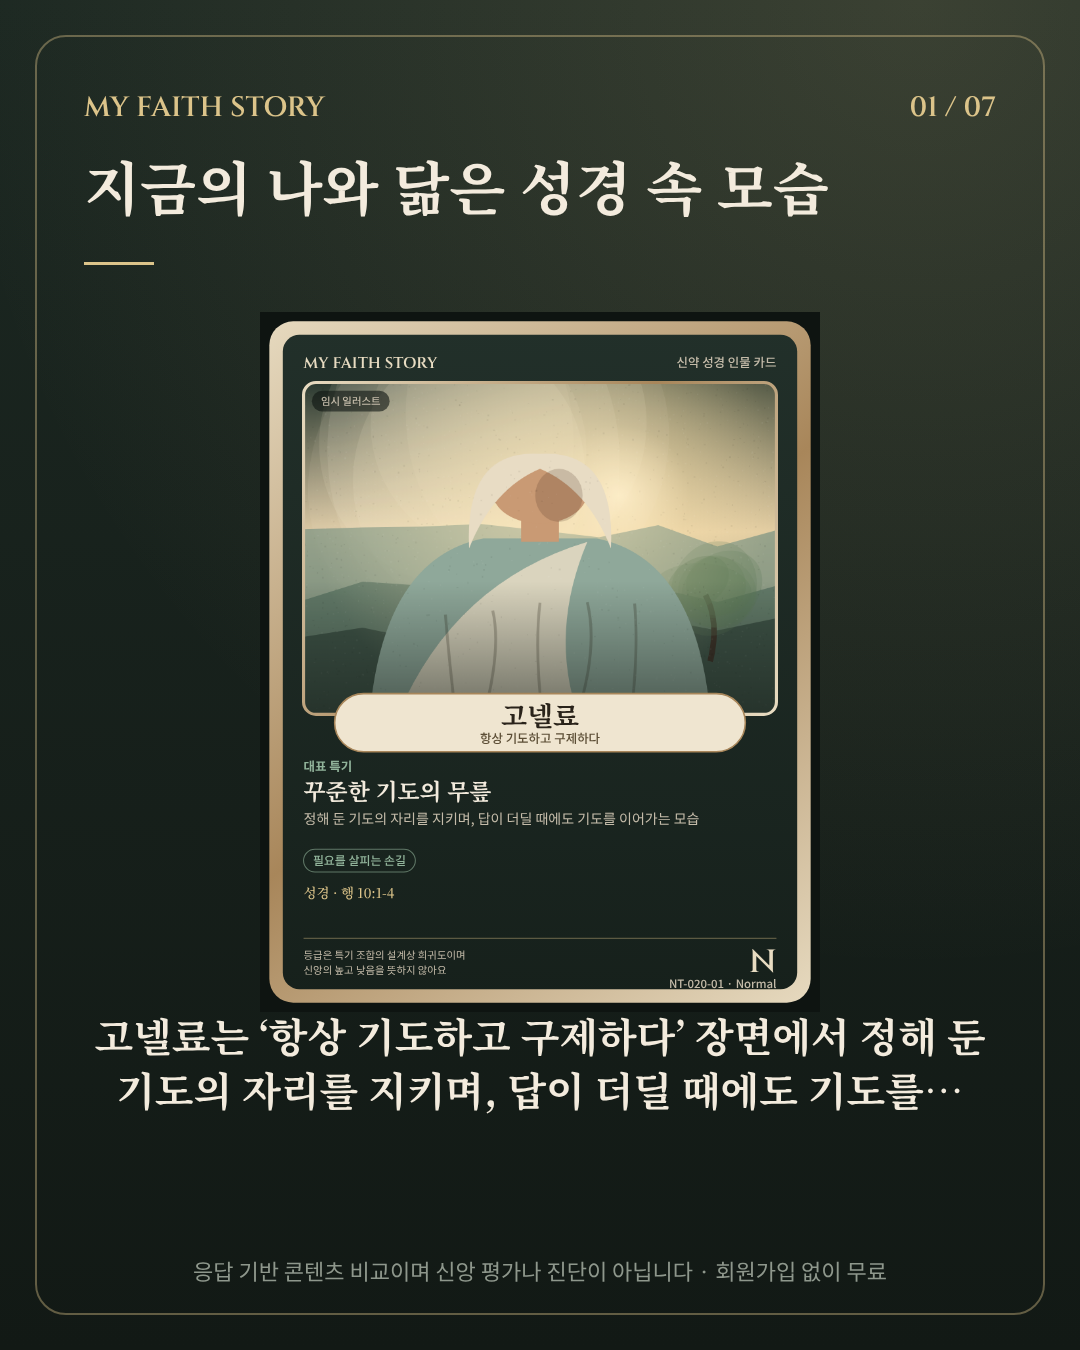 MY FAITH STORY
01 / 07
지금의 나와 닮은 성경 속 모습
MY FAITH STORY
신약 성경 인물 카드
임시 일러스트
고넬료
항상 기도하고 구제하다
대표 특기
꾸준한 기도의 무릎
정해 둔 기도의 자리를 지키며, 답이 더딜 때에도 기도를 이어가는 모습
필요를 살피는 손길
성경 · 행 10:1-4
등급은 특기 조합의 설계상 희귀도이며
신앙의 높고 낮음을 뜻하지 않아요
N
NT-020-01 · Normal
고넬료는 ‘항상 기도하고 구제하다’ 장면에서 정해 둔
기도의 자리를 지키며, 답이 더딜 때에도 기도를…
응답 기반 콘텐츠 비교이며 신앙 평가나 진단이 아닙니다 · 회원가입 없이 무료